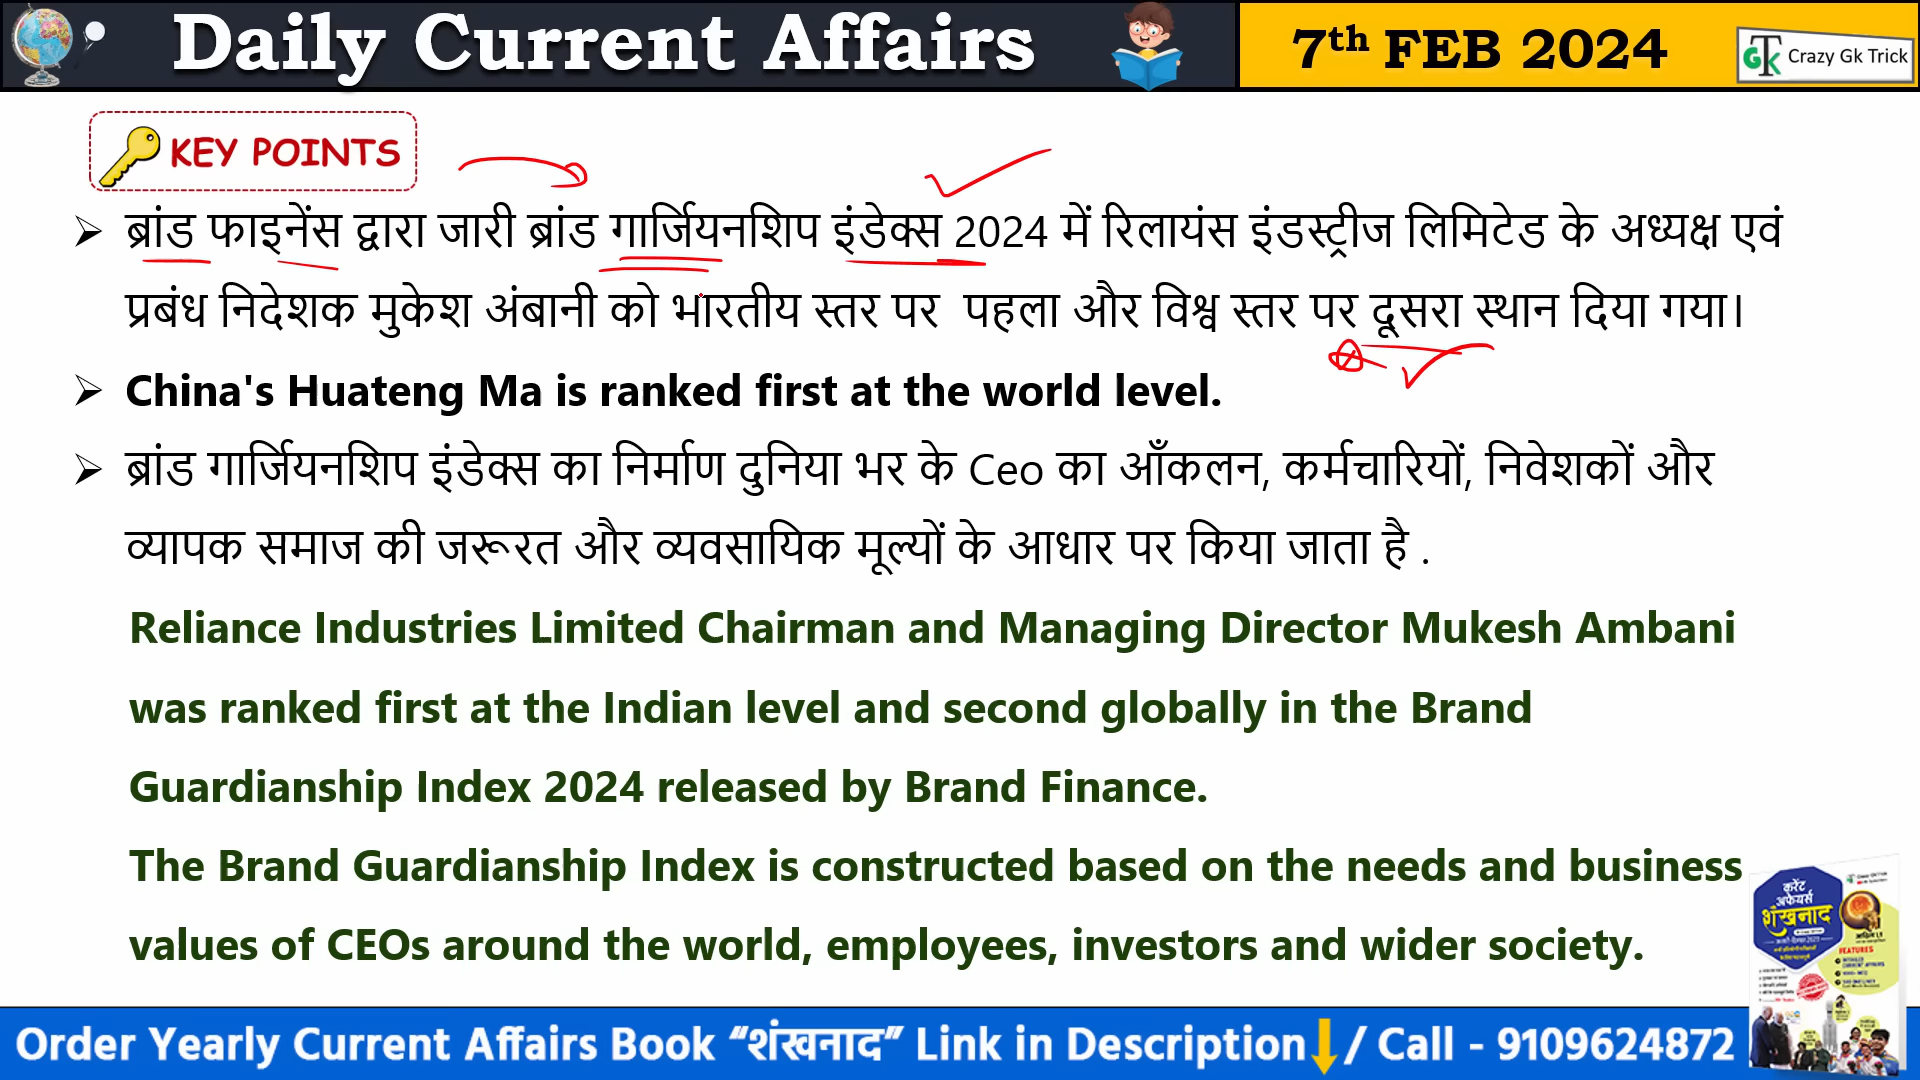 Daily Current Affairs
7th FEB 2024
GTK Crazy Gk Trick
KEY POINTS
ब्रांड फाइनेंस द्वारा जारी ब्रांड गार्जियनशिप इंडेक्स 2024 में रिलायंस इंडस्ट्रीज लिमिटेड के अध्यक्ष एवं
प्रबंध निदेशक मुकेश अंबानी को भारतीय स्तर पर पहला और विश्व स्तर पर दूसरा स्थान दिया गया।
China's Huateng Ma is ranked first at the world level.
ब्रांड गार्जियनशिप इंडेक्स का निर्माण दुनिया भर के Ceo का आँकलन, कर्मचारियों, निवेशकों और
व्यापक समाज की जरूरत और व्यवसायिक मूल्यों के आधार पर किया जाता है .
Reliance Industries Limited Chairman and Managing Director Mukesh Ambani
was ranked first at the Indian level and second globally in the Brand
Guardianship Index 2024 released by Brand Finance.
The Brand Guardianship Index is constructed based on the needs and business
values of CEOs around the world, employees, investors and wider society.
करेंट
अफेयर्स
शंखनाद
FEATURES
Order Yearly Current Affairs Book “शंखनाद” Link in Description / Call - 9109624872